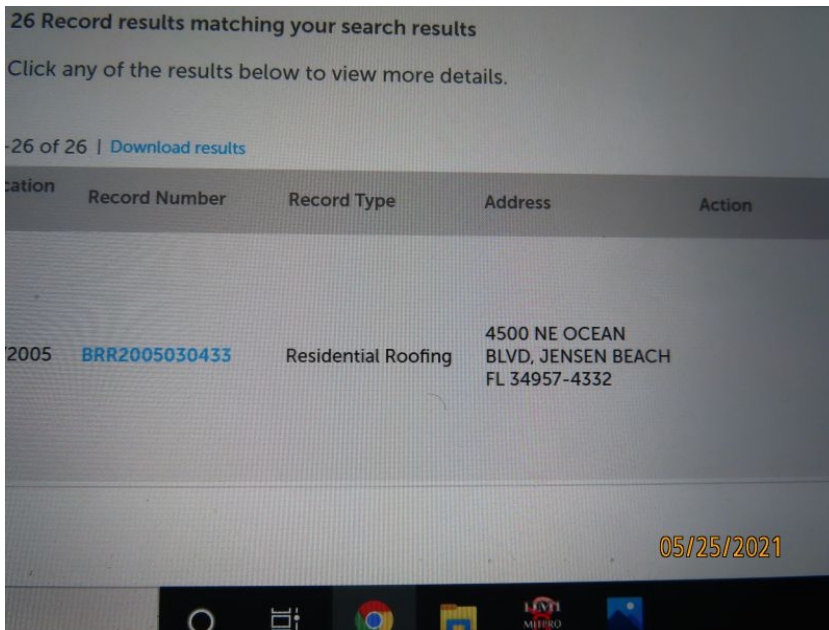 26 Record results matching your search results
Click any of the results below to view more details.
-26 of 26 | Download results
cation Record Number Record Type Address Action
/2005 BRR2005030433 Residential Roofing 4500 NE OCEAN
BLVD, JENSEN BEACH
FL 34957-4332
05/25/2021